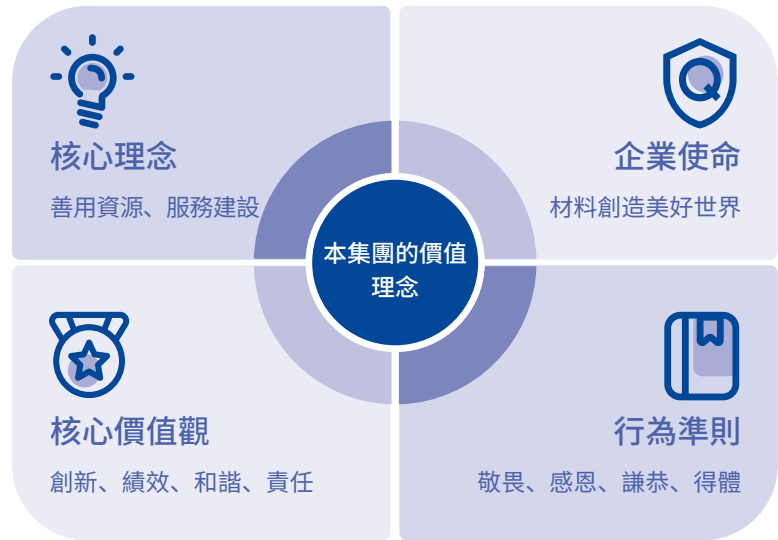 核心理念
善用資源、服務建設
企業使命
材料創造美好世界
本集團的價值
理念
核心價值觀
創新、績效、和諧、責任
行為準則
敬畏、感恩、謙恭、得體